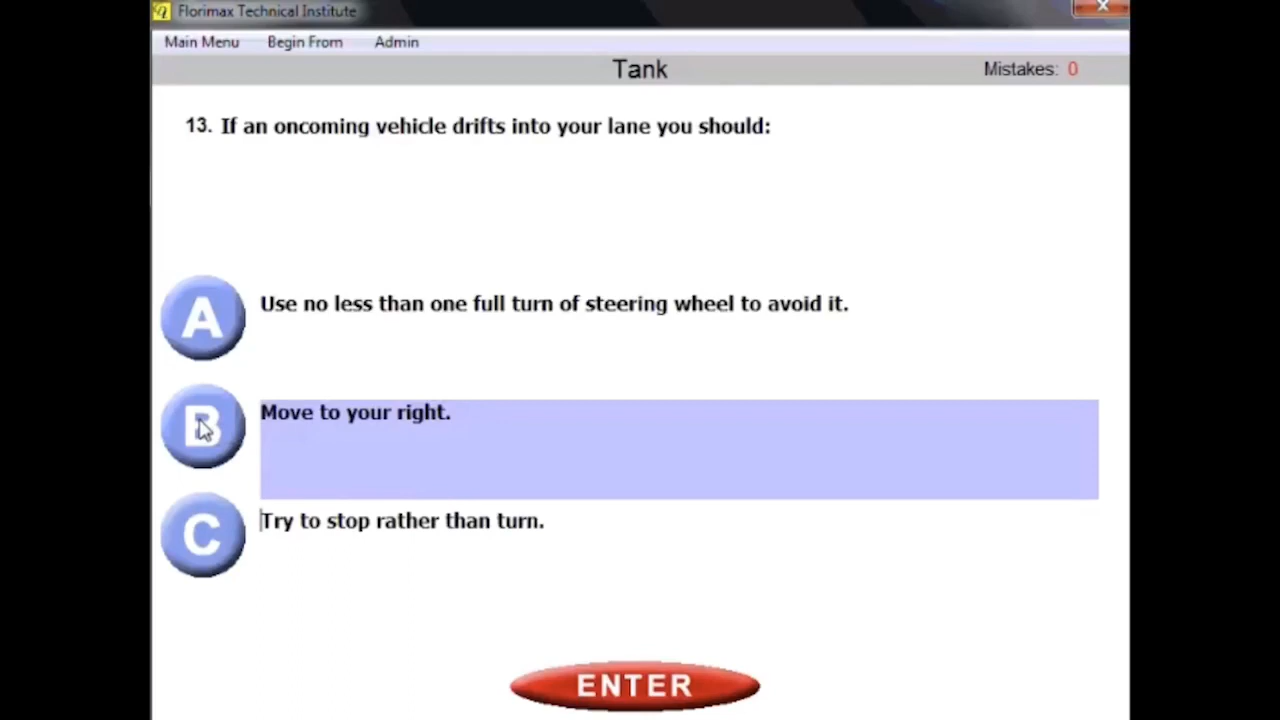 Florimax Technical Institute
Main Menu Begin From Admin
Tank Mistakes: 0
13. If an oncoming vehicle drifts into your lane you should:
A Use no less than one full turn of steering wheel to avoid it.
B Move to your right.
C Try to stop rather than turn.
ENTER